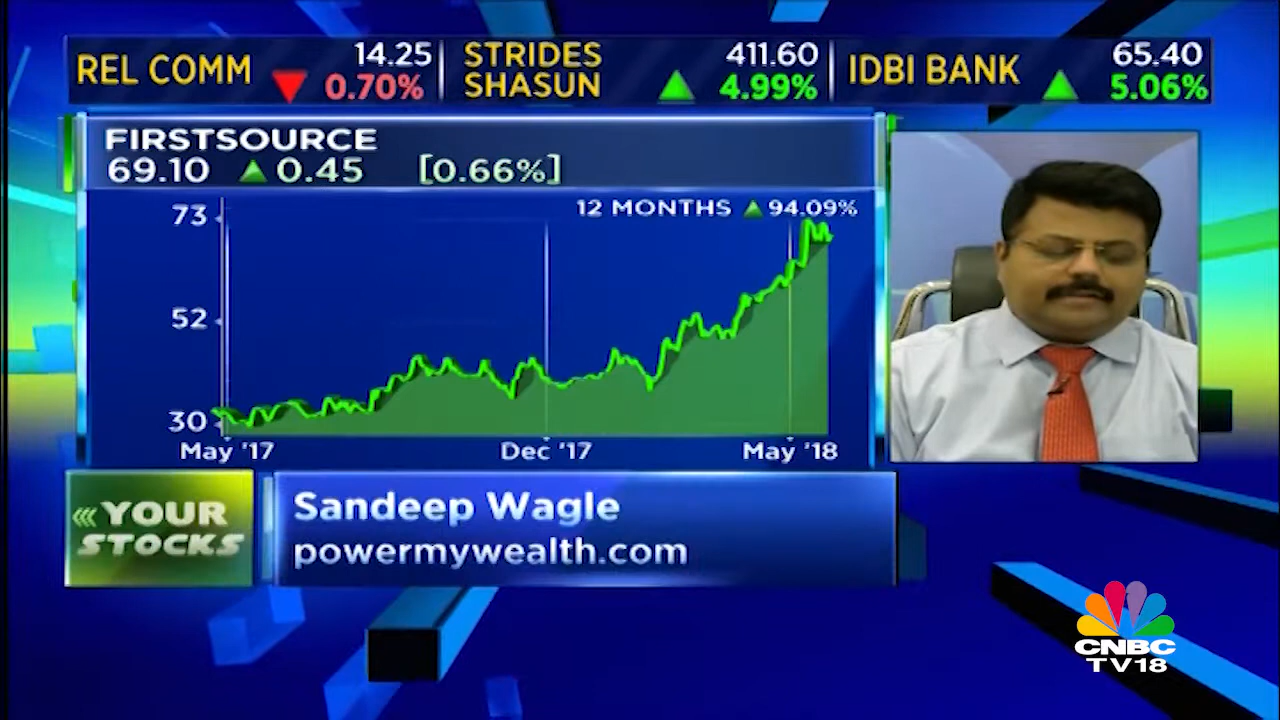 REL COMM 14.25 0.70%
STRIDES SHASUN 411.60 4.99%
IDBI BANK 65.40 5.06%
FIRSTSOURCE
69.10 0.45 [0.66%]
12 MONTHS 94.09%
73
52
30
May '17 Dec '17 May '18
YOUR
STOCKS
Sandeep Wagle
powermywealth.com
CNBC
TV18